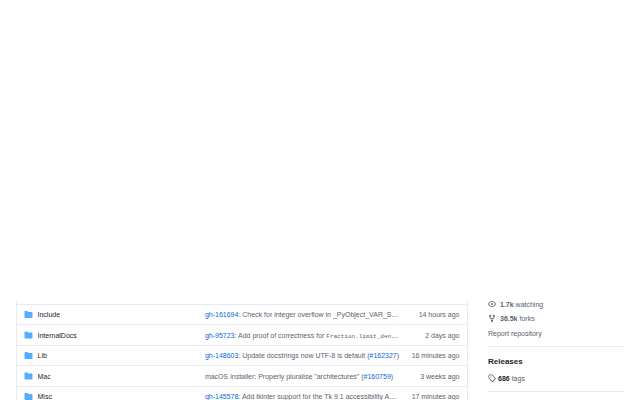 Include gh-161694: Check for integer overflow in _PyObject_VAR_S... 14 hours ago
InternalDocs gh-95723: Add proof of correctness for Fraction.limit_den... 2 days ago
Lib gh-148603: Update docstrings now UTF-8 is default (#162327) 16 minutes ago
Mac macOS installer: Properly pluralise "architectures" (#160759) 3 weeks ago
Misc gh-145578: Add tkinter support for the Tk 9.1 accessibility A... 17 minutes ago
1.7k watching
36.5k forks
Report repository
Releases
686 tags